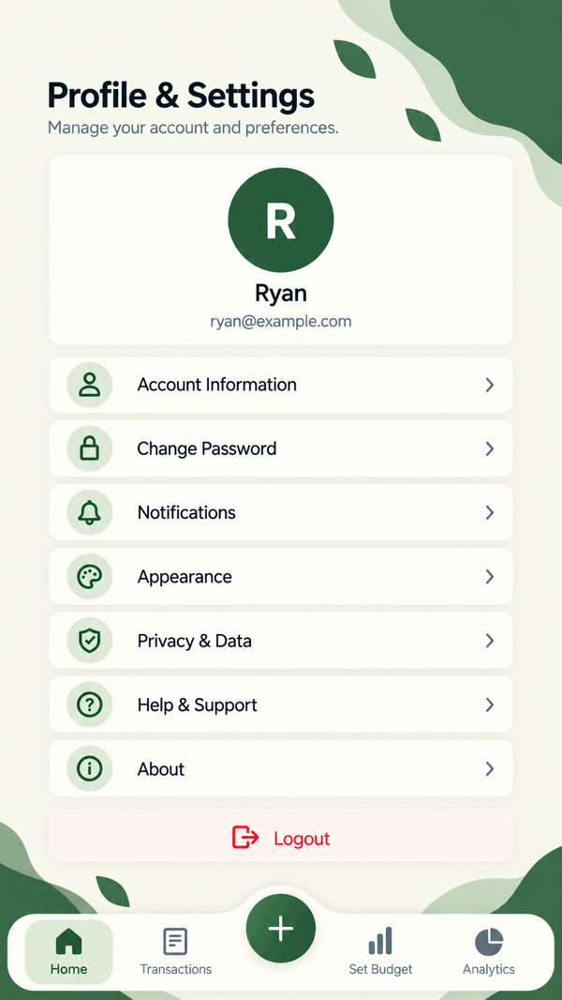 Profile & Settings
Manage your account and preferences.
R
Ryan
ryan@example.com
Account Information
Change Password
Notifications
Appearance
Privacy & Data
Help & Support
About
Logout
Home
Transactions
Set Budget
Analytics